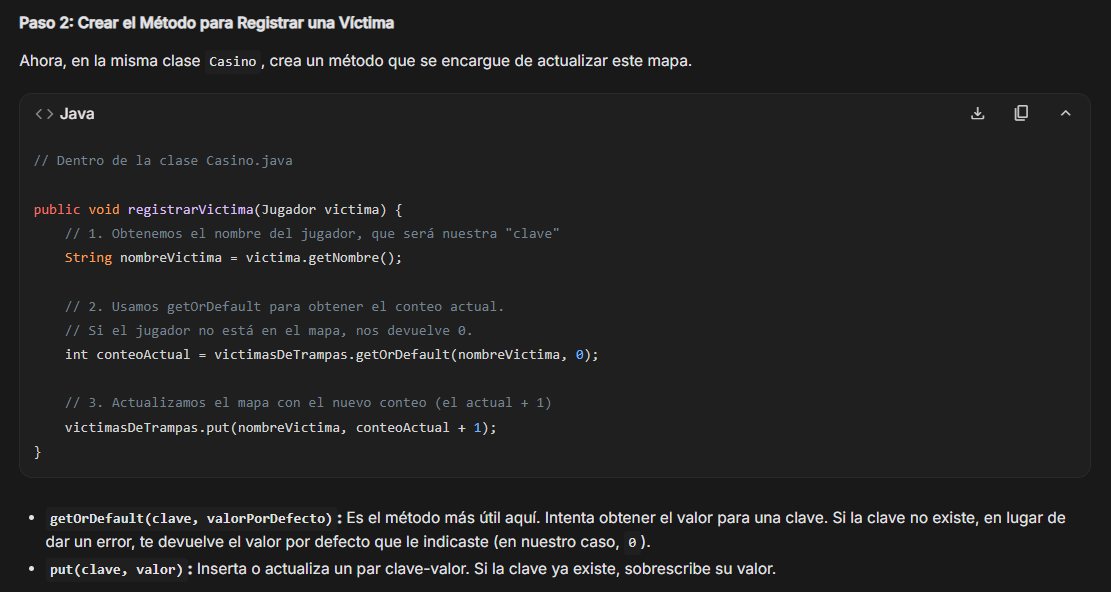 Paso 2: Crear el Método para Registrar una Víctima
Ahora, en la misma clase Casino, crea un método que se encargue de actualizar este mapa.
<> Java
// Dentro de la clase Casino.java
public void registrarVictima(Jugador victima) {
    // 1. Obtenemos el nombre del jugador, que será nuestra "clave"
    String nombreVictima = victima.getNombre();
    // 2. Usamos getOrDefault para obtener el conteo actual.
    // Si el jugador no está en el mapa, nos devuelve 0.
    int conteoActual = victimasDeTrampas.getOrDefault(nombreVictima, 0);
    // 3. Actualizamos el mapa con el nuevo conteo (el actual + 1)
    victimasDeTrampas.put(nombreVictima, conteoActual + 1);
}
• getOrDefault(clave, valorPorDefecto): Es el método más útil aquí. Intenta obtener el valor para una clave. Si la clave no existe, en lugar de
dar un error, te devuelve el valor por defecto que le indicaste (en nuestro caso, 0).
• put(clave, valor): Inserta o actualiza un par clave-valor. Si la clave ya existe, sobrescribe su valor.